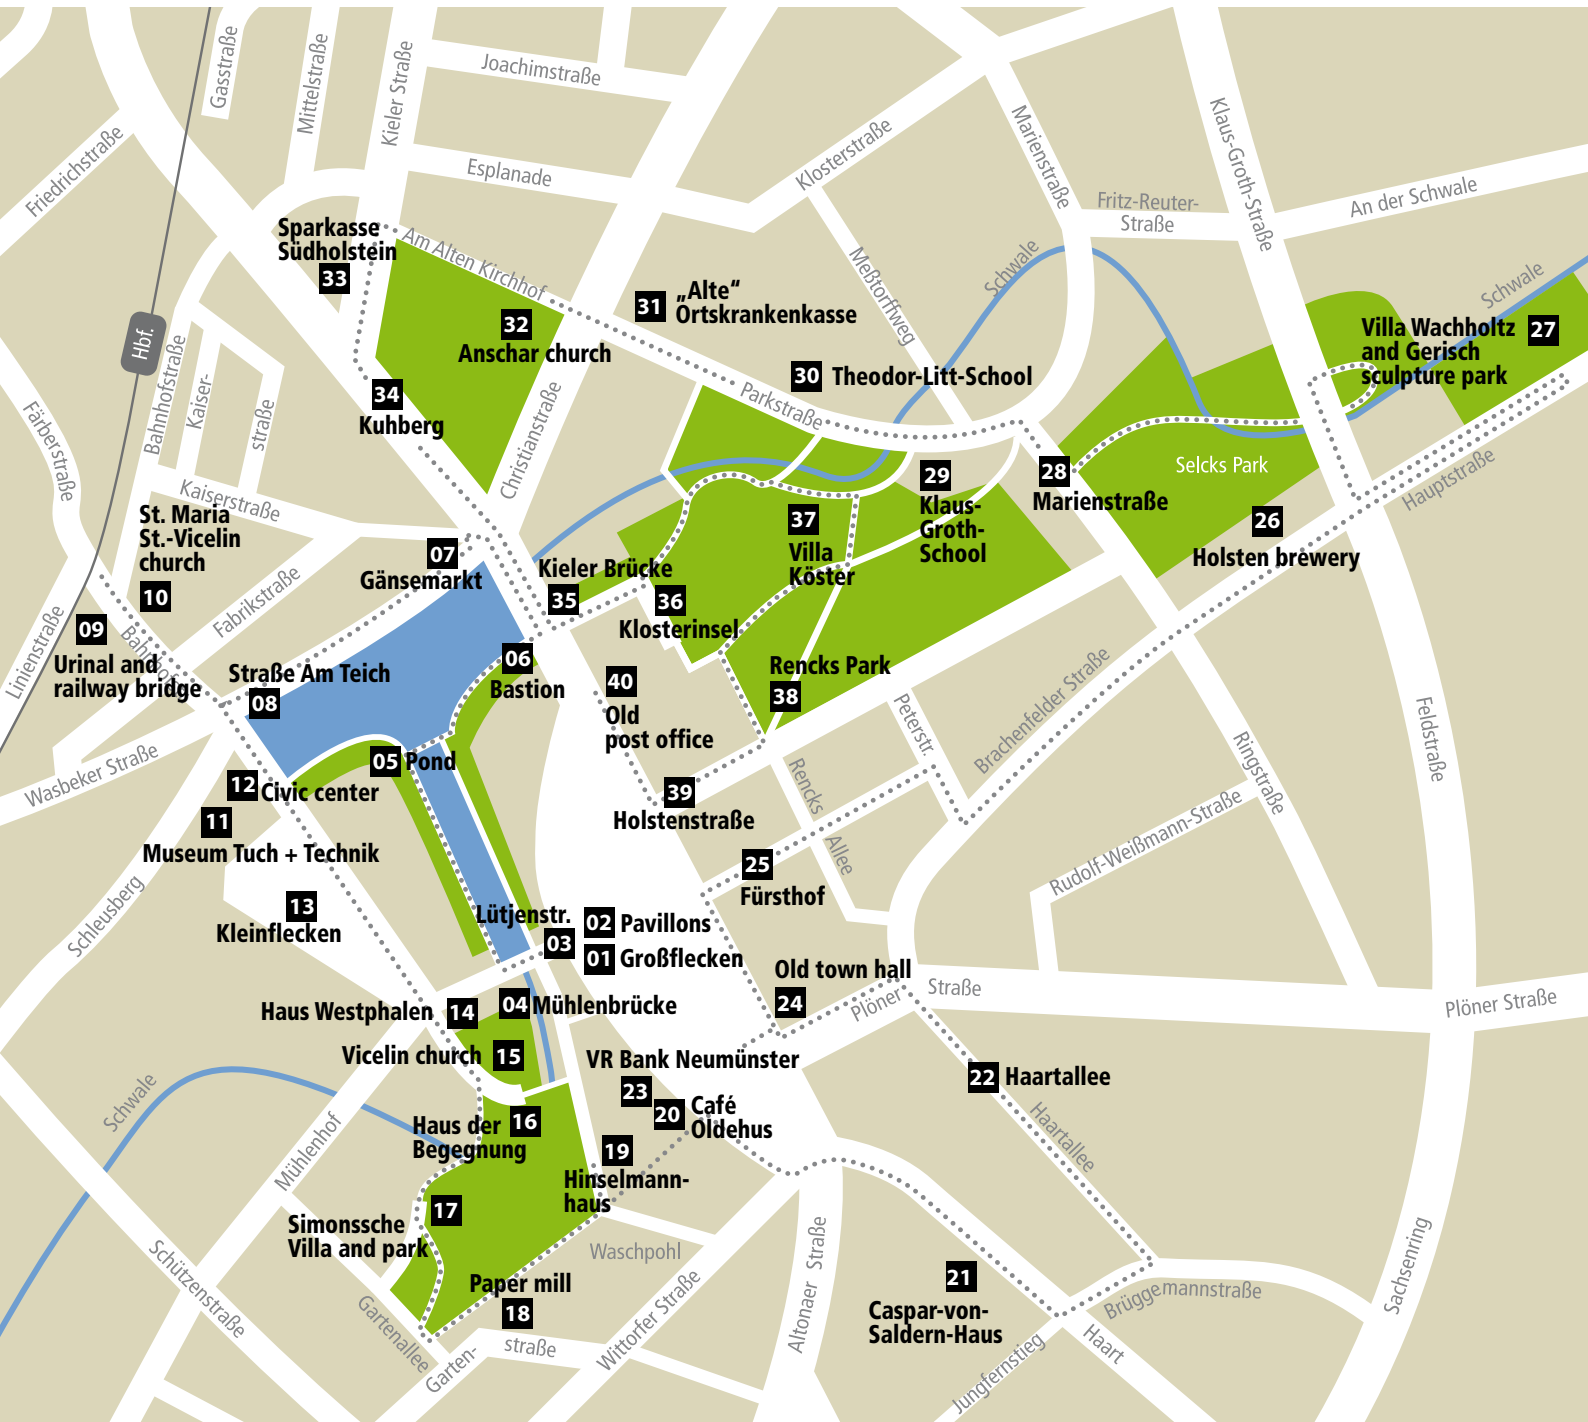 Gasstraße
Mittelstraße
Kieler Straße
Joachimstraße
Friedrichstraße
Esplanade
Klosterstraße
Marienstraße
Klaus-Groth-Straße
Fritz-Reuter-
Straße
An der Schwale
Sparkasse
Südholstein
33
Am Alten Kirchhof
Schwale
Schwale
Meßtorffweg
31
„Alte“
Ortskrankenkasse
32
Anschar church
Hbf.
Villa Wachholtz
and Gerisch
sculpture park
27
Bahnhofstraße
Kaiser-
straße
34
Kuhberg
30 Theodor-Litt-School
Parkstraße
Christianstraße
Färberstraße
Kaiserstraße
Selcks Park
Hauptstraße
28
Marienstraße
29
Klaus-
Groth-
School
26
Holsten brewery
St. Maria
St.-Vicelin
church
10
37
Villa
Köster
07
Gänsemarkt
Kieler Brücke
35
36
Klosterinsel
Fabrikstraße
Linienstraße
09
Urinal and
railway bridge
Straße Am Teich
08
06
Bastion
40
Old
post office
Rencks Park
38
Peterstr.
Brachenfelder Straße
Feldstraße
Ringstraße
Wasbeker Straße
05 Pond
12 Civic center
11
Museum Tuch + Technik
39
Holstenstraße
Rencks
Allee
Rudolf-Weißmann-Straße
25
Fürsthof
Schleusberg
13
Kleinflecken
Lütjenstr.
03
02 Pavillons
01 Großflecken
Old town hall
24
Plöner
Straße
Plöner Straße
Haus Westphalen 14
04 Mühlenbrücke
Vicelin church 15
VR Bank Neumünster
23
20 Café
Oldehus
22 Haartallee
Haartallee
Schwale
Mühlenhof
Haus der
Begegnung
16
19
Hinselmann-
haus
17
Simonssche
Villa and park
Waschpohl
Schützenstraße
Paper mill
18
Gartenallee
Garten-
straße
Wittorfer Straße
Altonaer Straße
21
Caspar-von-
Saldern-Haus
Brüggemannstraße
Sachsenring
Haart
Jungfernstieg